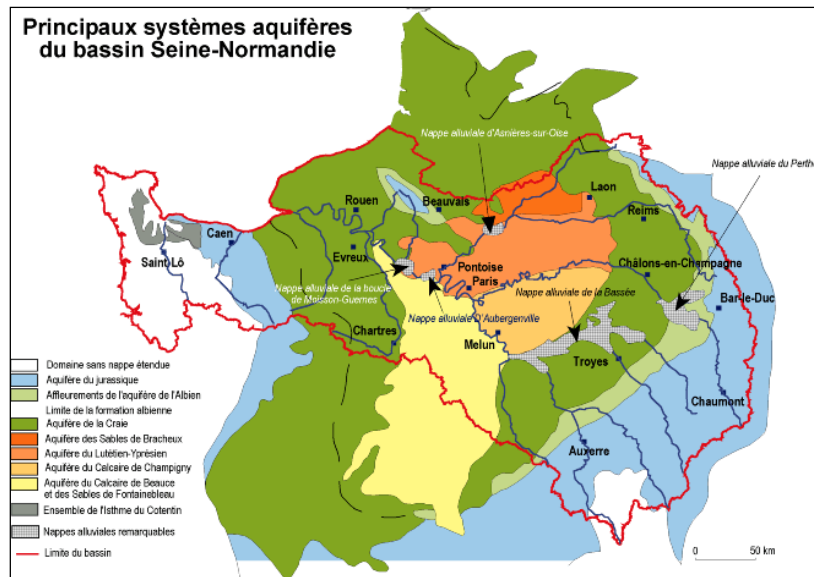 Principaux systèmes aquifères
du bassin Seine-Normandie
Nappe alluviale d'Asnières-sur-Oise
Nappe alluviale du Perthois
Rouen
Beauvais
Laon
Reims
Caen
Evreux
Saint Lô
Pontoise
Paris
Châlons-en-Champagne
Nappe alluviale de la boucle
de Moisson-Guernes
Nappe alluviale de la Bassée
Bar-le-Duc
Nappe alluviale D'Aubergenville
Chartres
Melun
Troyes
Chaumont
Auxerre
Domaine sans nappe étendue
Aquifère du jurassique
Affleurements de l'aquifère de l'Albien
Limite de la formation albienne
Aquifère de la Craie
Aquifère des Sables de Bracheux
Aquifère du Lutétien-Yprésien
Aquifère du Calcaire de Champigny
Aquifère du Calcaire de Beauce
et des Sables de Fontainebleau
Ensemble de l'Isthme du Cotentin
Nappes alluviales remarquables
Limite du bassin
0 50 km